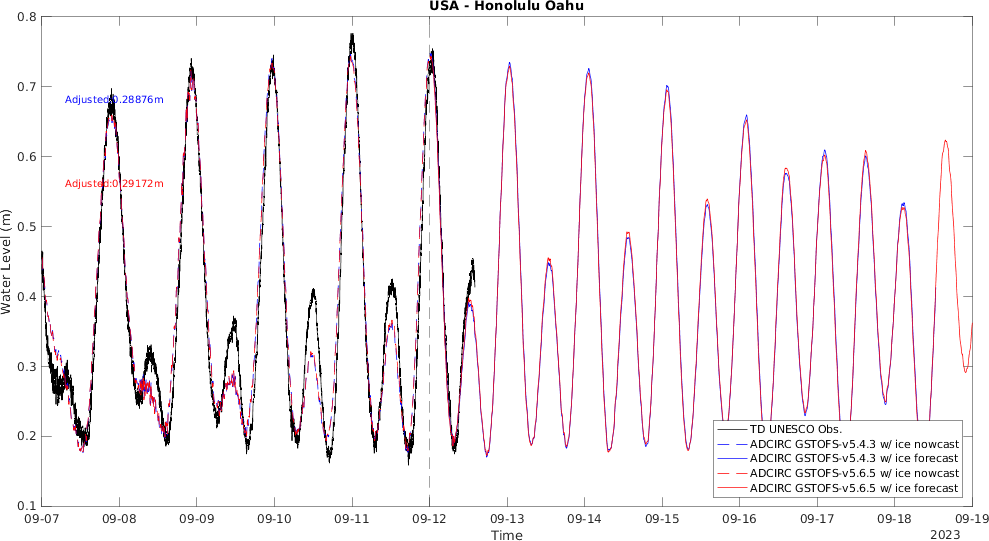 USA - Honolulu Oahu
0.8
0.7
0.6
0.5
0.4
0.3
0.2
0.1
Water Level (m)
Adjusted:0.28876m
Adjusted:0.29172m
TD UNESCO Obs.
ADCIRC GSTOFS-v5.4.3 w/ ice nowcast
ADCIRC GSTOFS-v5.4.3 w/ ice forecast
ADCIRC GSTOFS-v5.6.5 w/ ice nowcast
ADCIRC GSTOFS-v5.6.5 w/ ice forecast
09-07 09-08 09-09 09-10 09-11 09-12 09-13 09-14 09-15 09-16 09-17 09-18 09-19
Time
2023